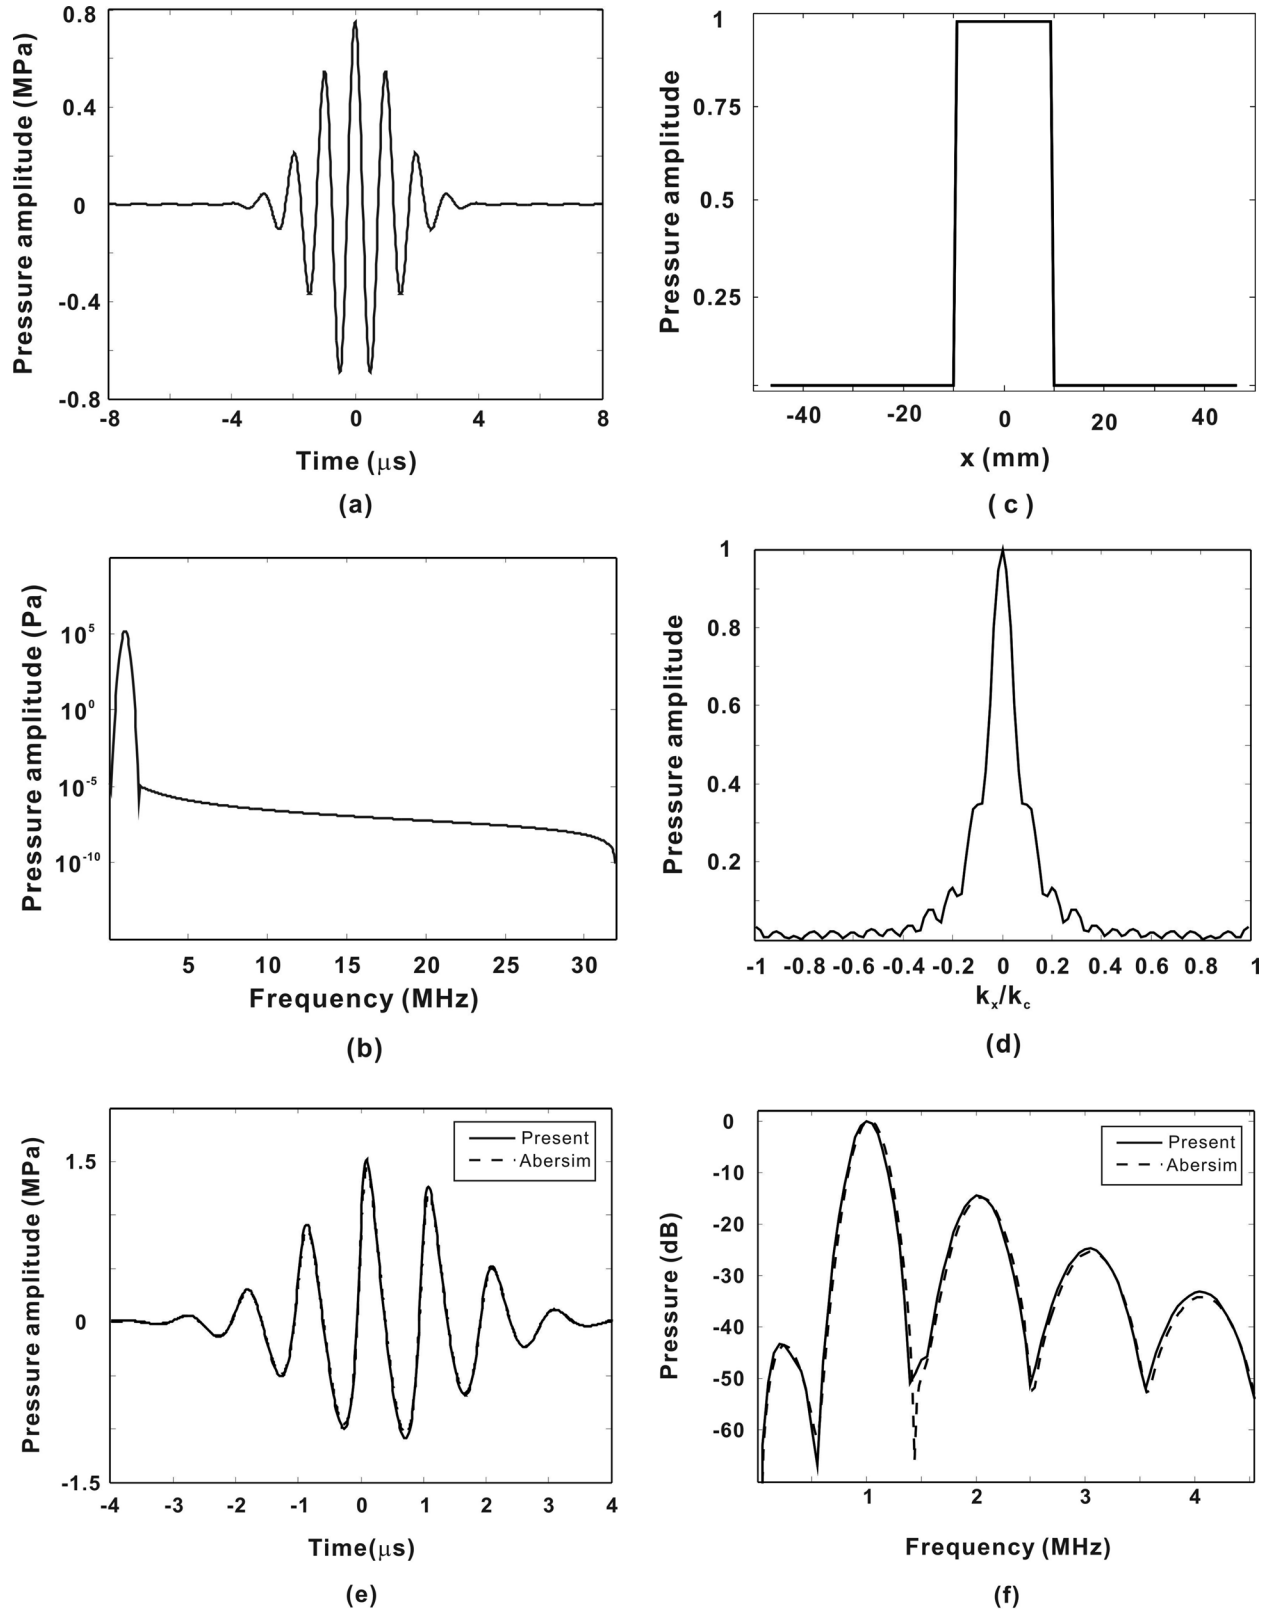 Pressure amplitude (MPa)
0.8
0.4
0
-0.4
-0.8
-8 -4 0 4 8
Time (μs)
(a)
Pressure amplitude
1
0.75
0.5
0.25
-40 -20 0 20 40
x (mm)
( c )
Pressure amplitude (Pa)
10^5
10^0
10^-5
10^-10
5 10 15 20 25 30
Frequency (MHz)
(b)
Pressure amplitude
1
0.8
0.6
0.4
0.2
-1 -0.8 -0.6 -0.4 -0.2 0 0.2 0.4 0.6 0.8 1
k_x/k_c
(d)
Pressure amplitude (MPa)
1.5
0
-1.5
Present
Abersim
-4 -3 -2 -1 0 1 2 3 4
Time(μs)
(e)
Pressure (dB)
0
-10
-20
-30
-40
-50
-60
Present
Abersim
1 2 3 4
Frequency (MHz)
(f)